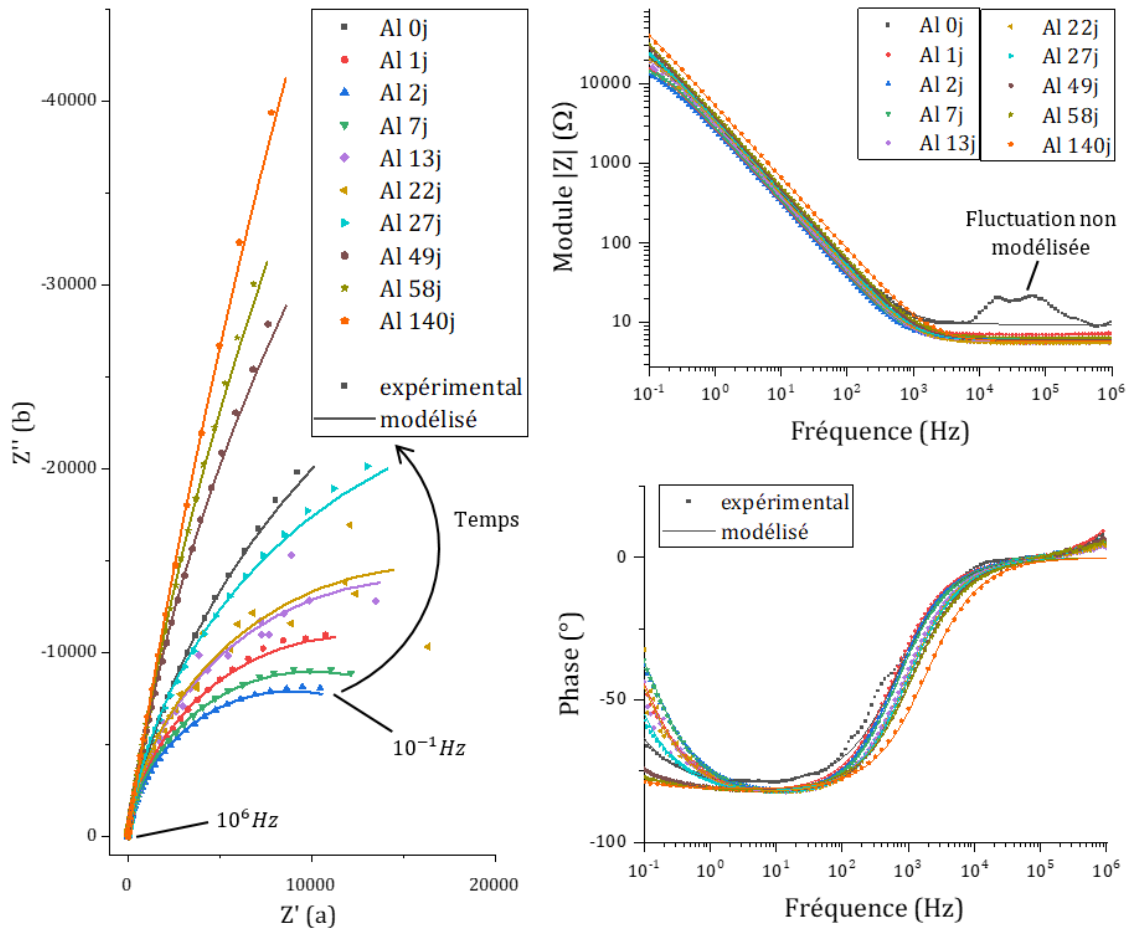 Al 0j
Al 1j
Al 2j
Al 7j
Al 13j
Al 22j
Al 27j
Al 49j
Al 58j
Al 140j
expérimental
modélisé
-40000
-30000
-20000
-10000
0
Z'' (b)
Temps
10⁻¹Hz
10⁶Hz
0
10000
20000
Z' (a)
Al 0j
Al 1j
Al 2j
Al 7j
Al 13j
Al 22j
Al 27j
Al 49j
Al 58j
Al 140j
10000
1000
100
10
Module |Z| (Ω)
Fluctuation non
modélisée
10⁻¹ 10⁰ 10¹ 10² 10³ 10⁴ 10⁵ 10⁶
Fréquence (Hz)
expérimental
modélisé
0
-50
-100
Phase (°)
10⁻¹ 10⁰ 10¹ 10² 10³ 10⁴ 10⁵ 10⁶
Fréquence (Hz)